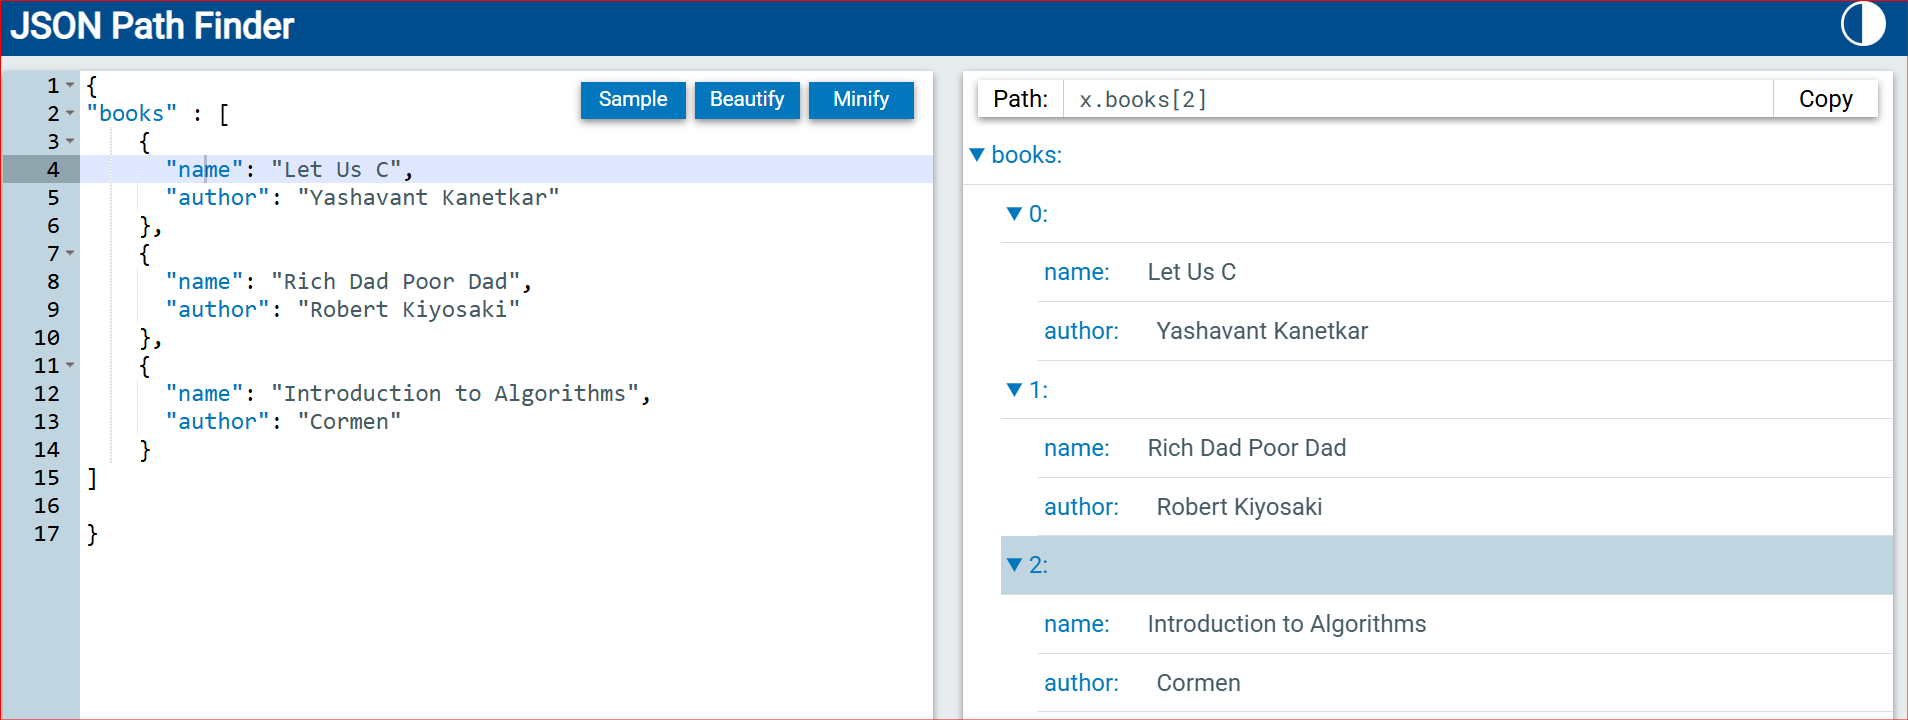 JSON Path Finder
Sample Beautify Minify
1 {
2 "books" : [
3 {
4 "name": "Let Us C",
5 "author": "Yashavant Kanetkar"
6 },
7 {
8 "name": "Rich Dad Poor Dad",
9 "author": "Robert Kiyosaki"
10 },
11 {
12 "name": "Introduction to Algorithms",
13 "author": "Cormen"
14 }
15 ]
16
17 }
Path: x.books[2] Copy
books:
0:
name: Let Us C
author: Yashavant Kanetkar
1:
name: Rich Dad Poor Dad
author: Robert Kiyosaki
2:
name: Introduction to Algorithms
author: Cormen